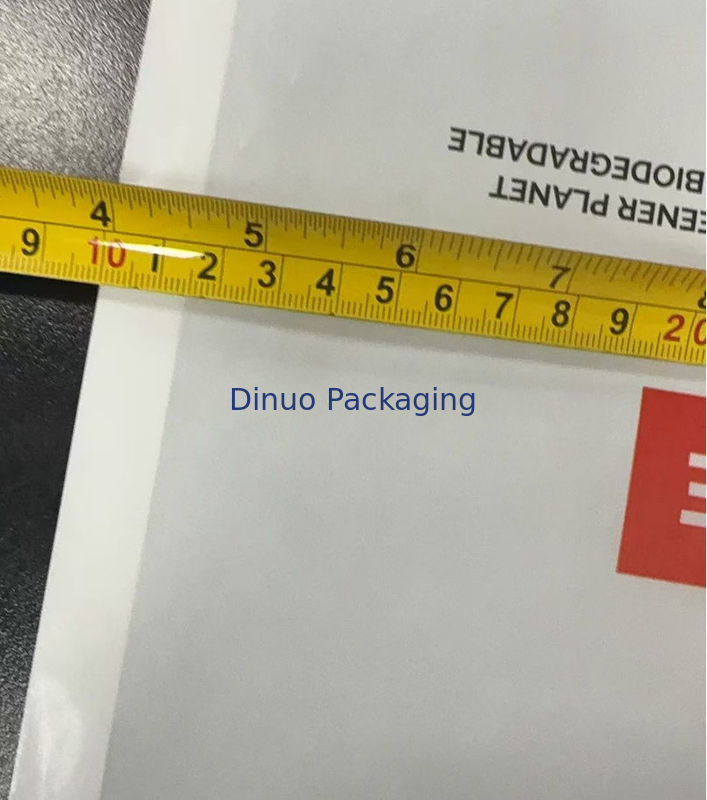 BIODEGRADABLE
EENER PLANET
4 5 6 7
9 10 1 2 3 4 5 6 7 8 9 20
Dinuo Packaging
E